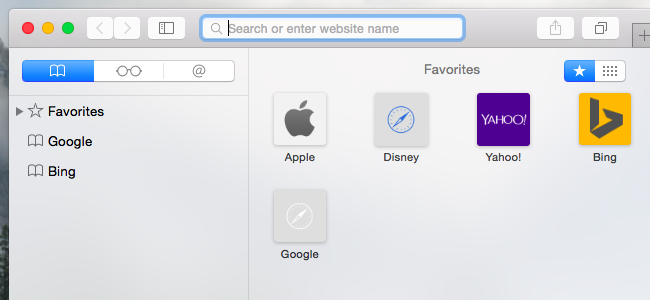 Search or enter website name
@
Favorites
Favorites
Google
Bing
YAHOO!
Apple
Disney
Yahoo!
Bing
Google